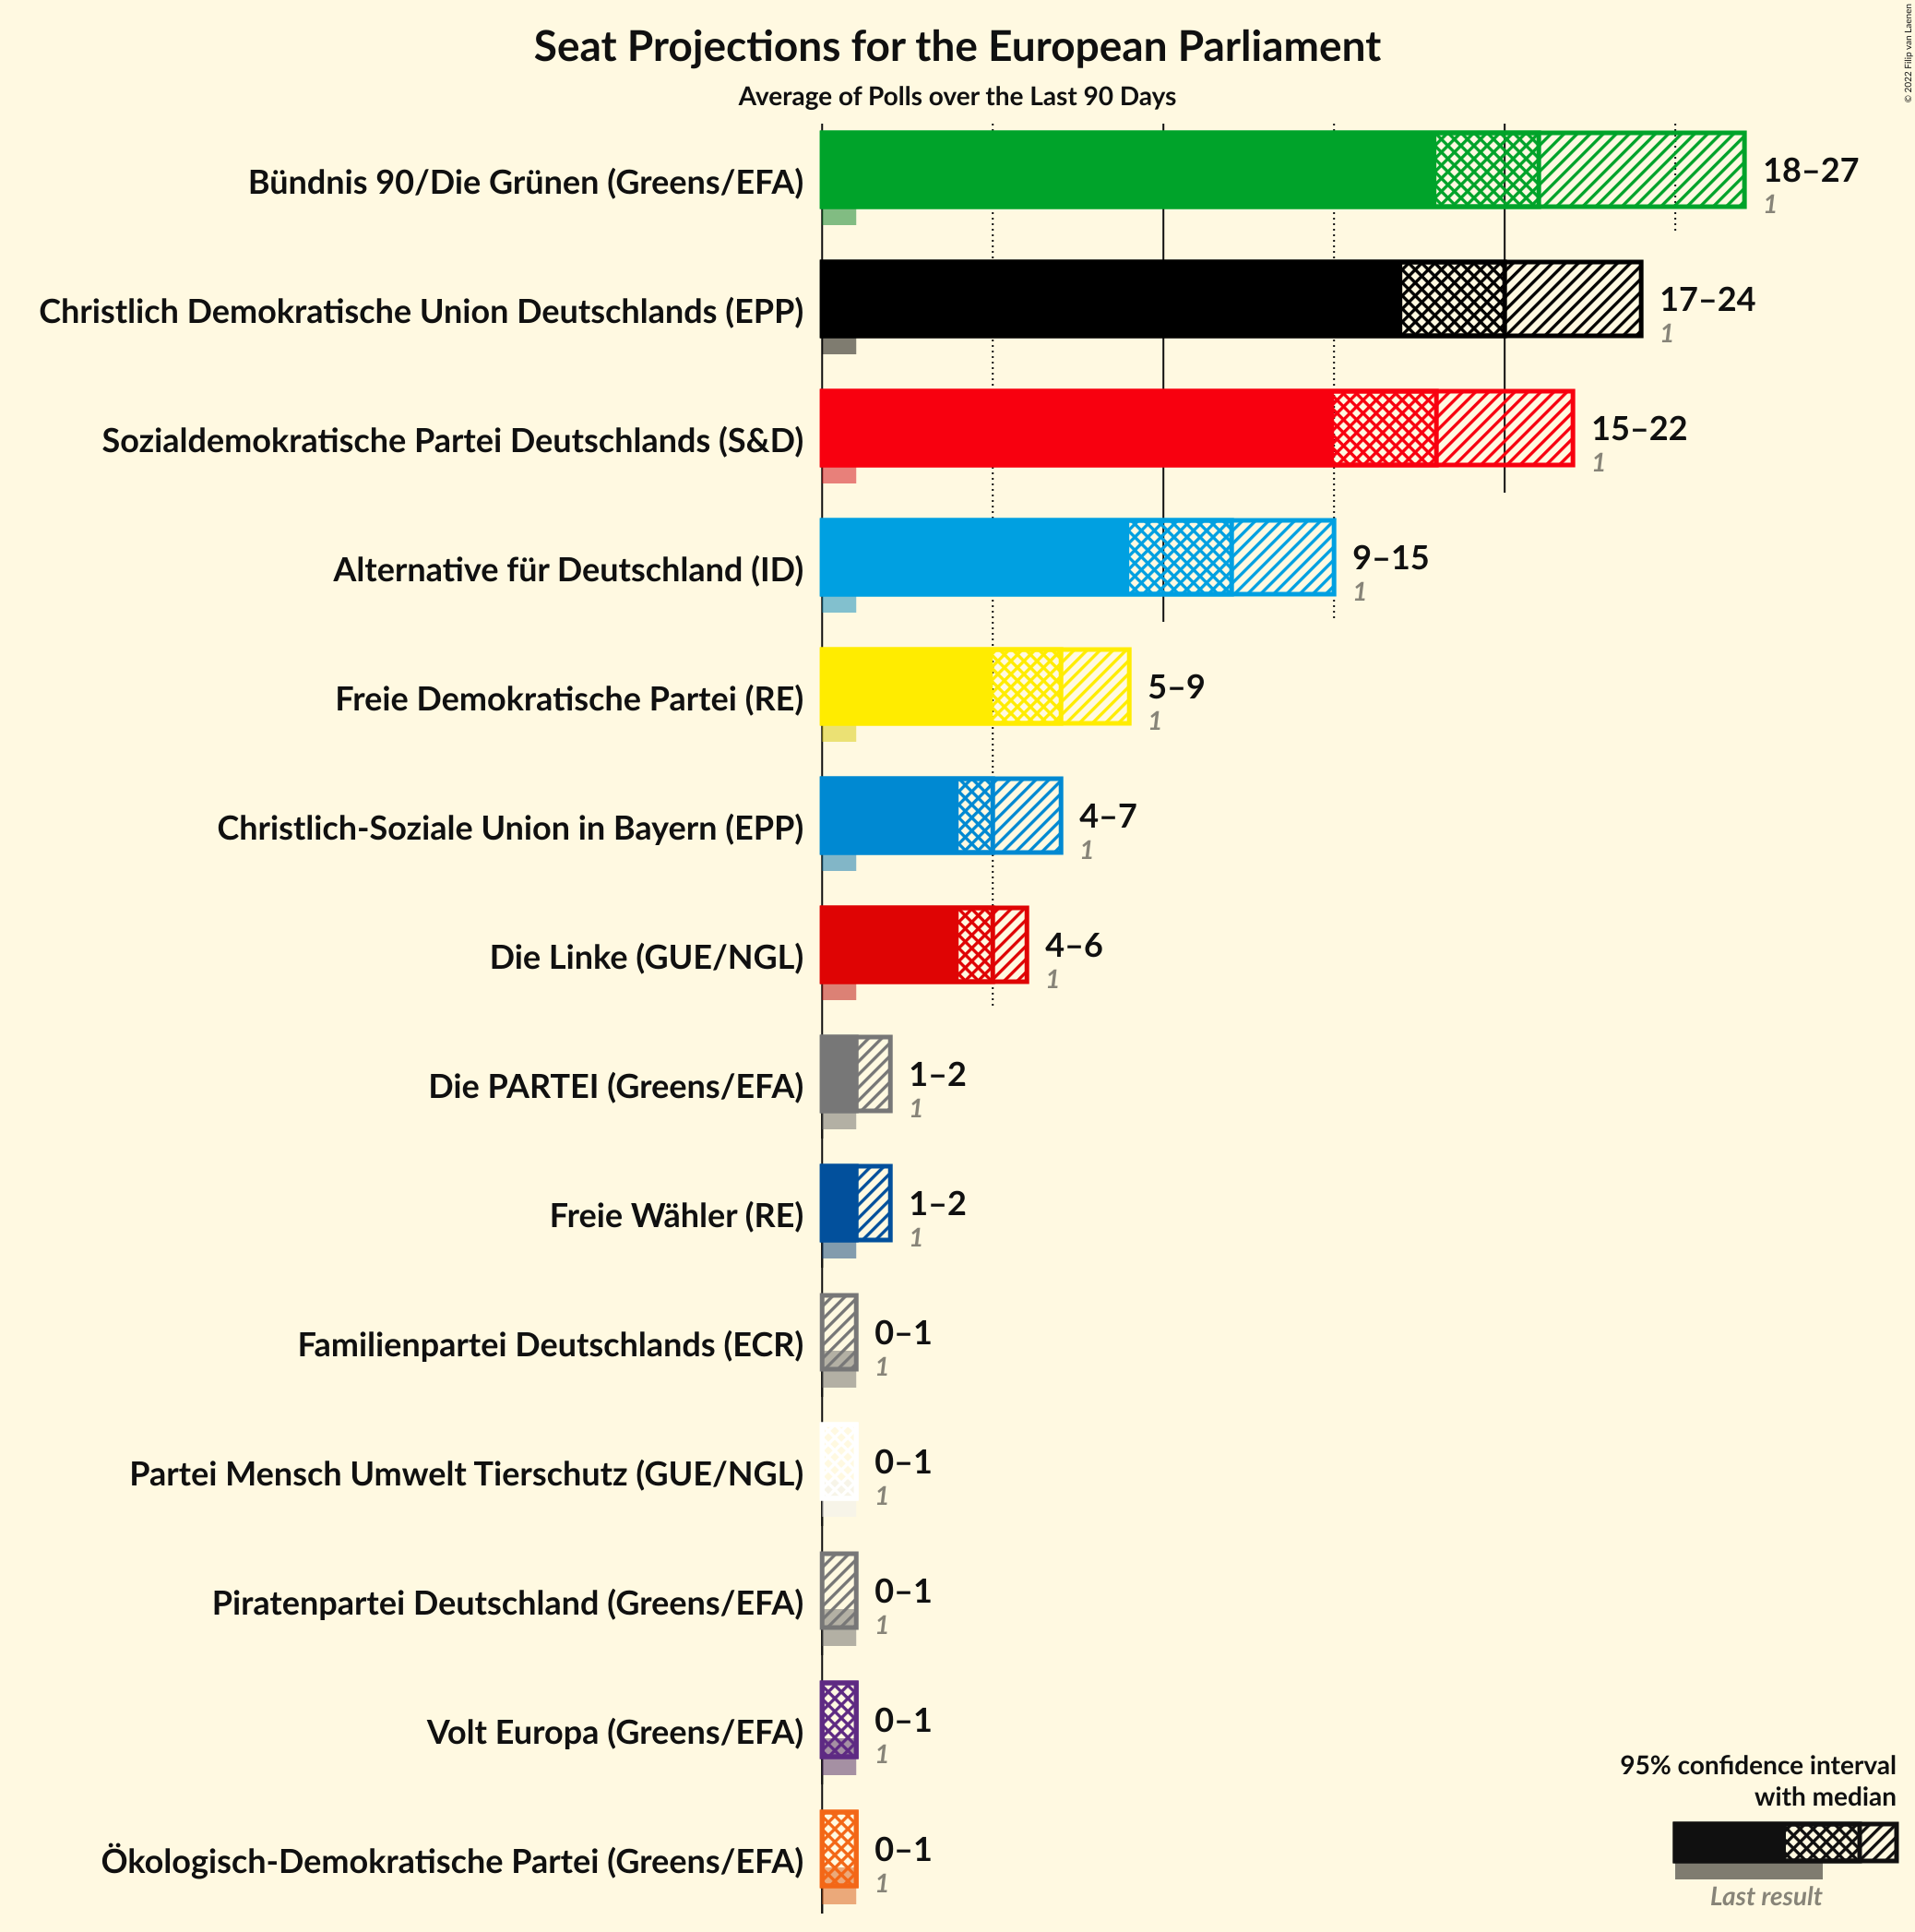 Seat Projections for the European Parliament
Average of Polls over the Last 90 Days
© 2022 Filip van Laenen
Bündnis 90/Die Grünen (Greens/EFA)
18–27
1
Christlich Demokratische Union Deutschlands (EPP)
17–24
1
Sozialdemokratische Partei Deutschlands (S&D)
15–22
1
Alternative für Deutschland (ID)
9–15
1
Freie Demokratische Partei (RE)
5–9
1
Christlich-Soziale Union in Bayern (EPP)
4–7
1
Die Linke (GUE/NGL)
4–6
1
Die PARTEI (Greens/EFA)
1–2
1
Freie Wähler (RE)
1–2
1
Familienpartei Deutschlands (ECR)
0–1
1
Partei Mensch Umwelt Tierschutz (GUE/NGL)
0–1
1
Piratenpartei Deutschland (Greens/EFA)
0–1
1
Volt Europa (Greens/EFA)
0–1
1
Ökologisch-Demokratische Partei (Greens/EFA)
0–1
1
95% confidence interval
with median
Last result